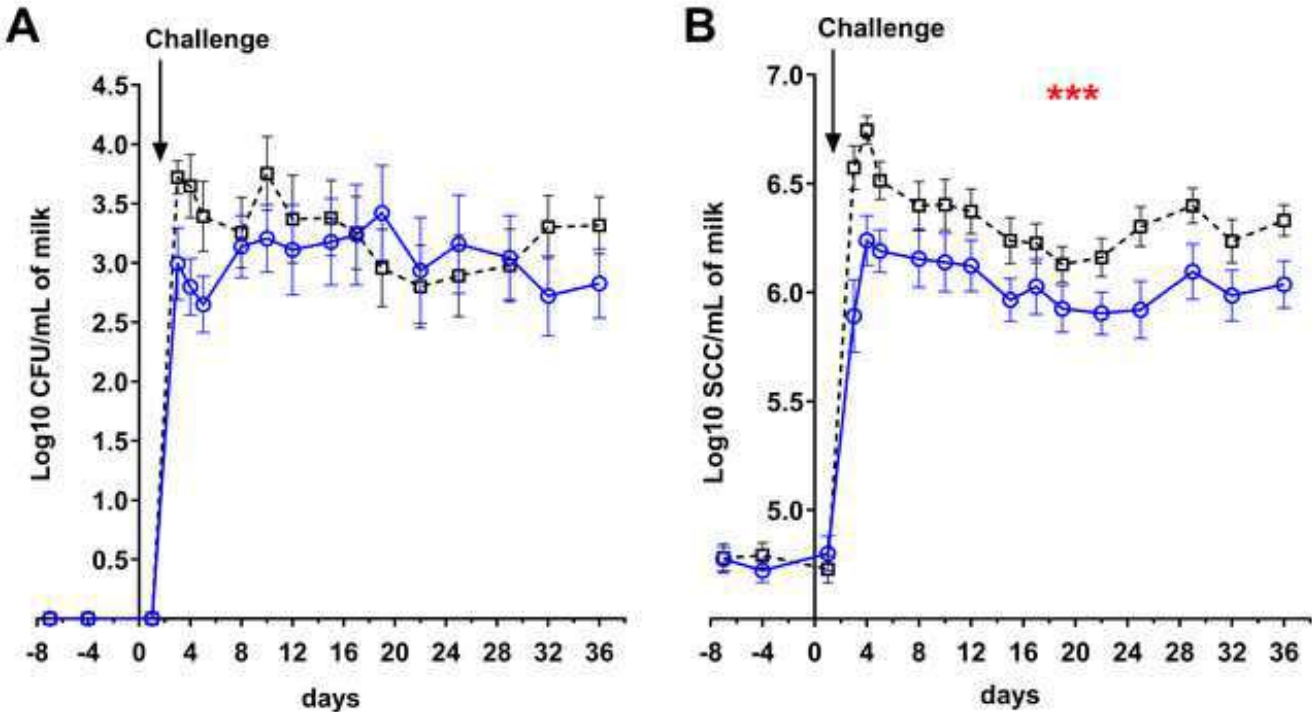 A
Challenge
4.5
4.0
3.5
3.0
2.5
2.0
1.5
1.0
0.5
Log10 CFU/mL of milk
-8 -4 0 4 8 12 16 20 24 28 32 36
days
B
Challenge
***
7.0
6.5
6.0
5.5
5.0
Log10 SCC/mL of milk
-8 -4 0 4 8 12 16 20 24 28 32 36
days